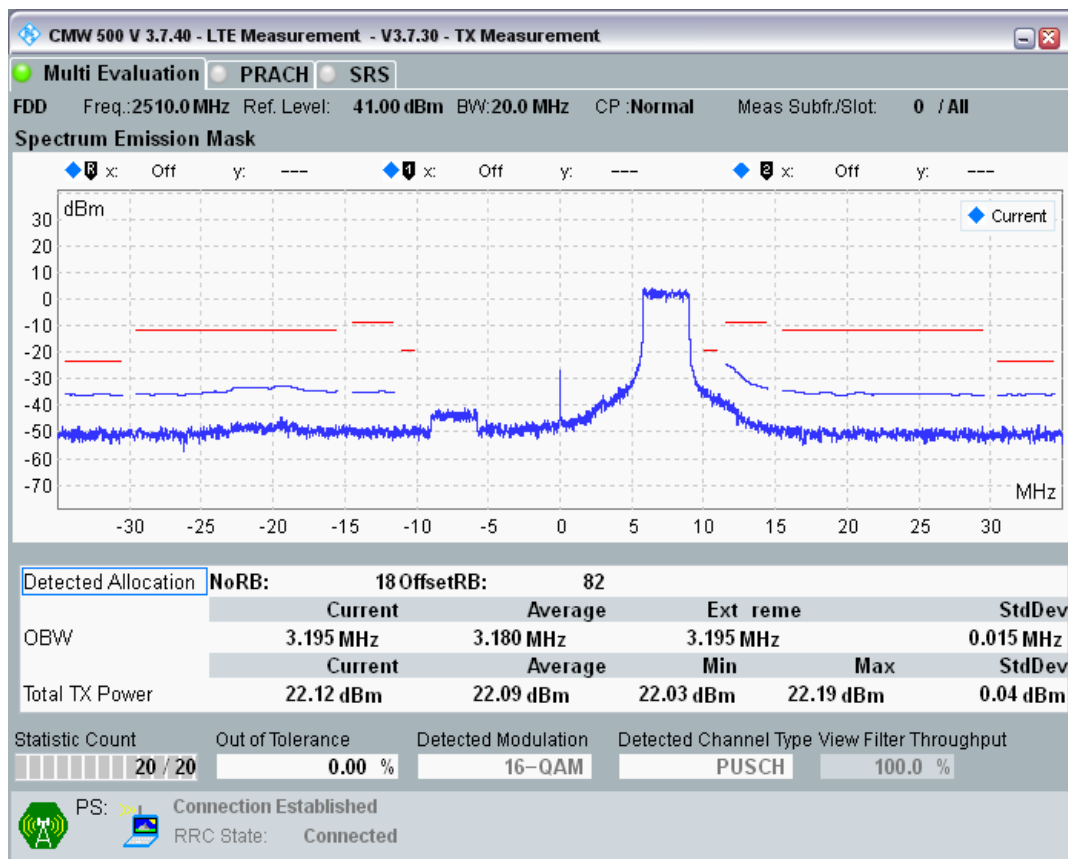 CMW 500 V 3.7.40 - LTE Measurement - V3.7.30 - TX Measurement
Multi Evaluation PRACH SRS
FDD Freq.:2510.0 MHz Ref. Level: 41.00 dBm BW:20.0 MHz CP :Normal Meas Subfr./Slot: 0 / All
Spectrum Emission Mask
R x: Off y: --- 1 x: Off y: --- 2 x: Off y: ---
dBm
Current
30
20
10
0
-10
-20
-30
-40
-50
-60
-70
MHz
-30 -25 -20 -15 -10 -5 0 5 10 15 20 25 30
Detected Allocation NoRB: 18 OffsetRB: 82
Current Average Ext reme StdDev
OBW 3.195 MHz 3.180 MHz 3.195 MHz 0.015 MHz
Current Average Min Max StdDev
Total TX Power 22.12 dBm 22.09 dBm 22.03 dBm 22.19 dBm 0.04 dBm
Statistic Count Out of Tolerance Detected Modulation Detected Channel Type View Filter Throughput
20 / 20 0.00 % 16-QAM PUSCH 100.0 %
PS: Connection Established
RRC State: Connected